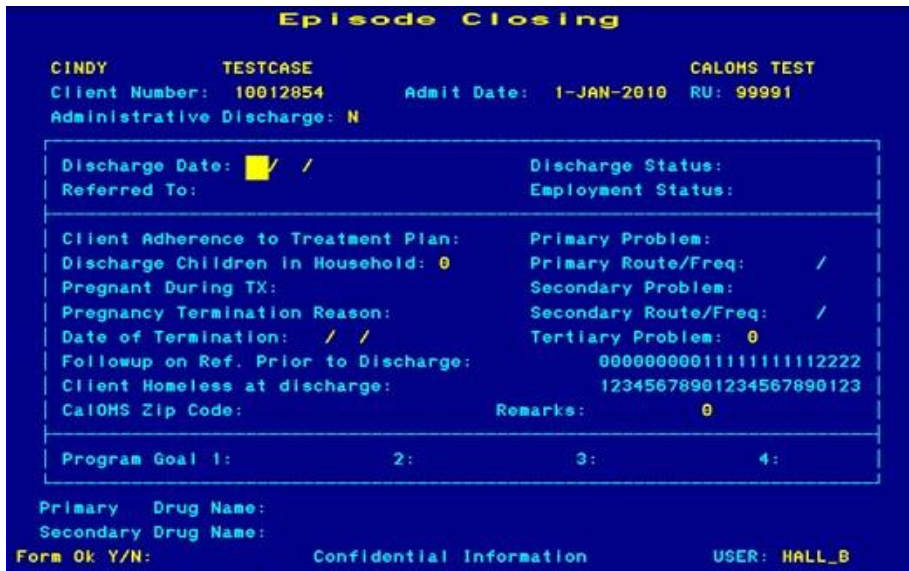 Episode Closing
CINDY TESTCASE CALOMS TEST
Client Number: 10012854 Admit Date: 1-JAN-2010 RU: 99991
Administrative Discharge: N
Discharge Date: / / Discharge Status:
Referred To: Employment Status:
Client Adherence to Treatment Plan: Primary Problem:
Discharge Children in Household: 0 Primary Route/Freq: /
Pregnant During TX: Secondary Problem:
Pregnancy Termination Reason: Secondary Route/Freq: /
Date of Termination: / / Tertiary Problem: 0
Followup on Ref. Prior to Discharge: 00000000011111111112222
Client Homeless at discharge: 12345678901234567890123
CalOMS Zip Code: Remarks: 0
Program Goal 1: 2: 3: 4:
Primary Drug Name:
Secondary Drug Name:
Form Ok Y/N: Confidential Information USER: HALL_B